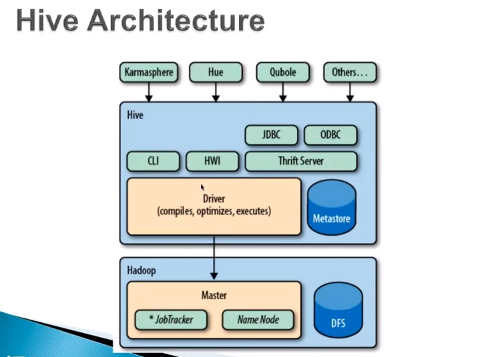 Hive Architecture
Karmasphere
Hue
Qubole
Others...
Hive
JDBC
ODBC
CLI
HWI
Thrift Server
Driver
(compiles, optimizes, executes)
Metastore
Hadoop
Master
* JobTracker
Name Node
DFS